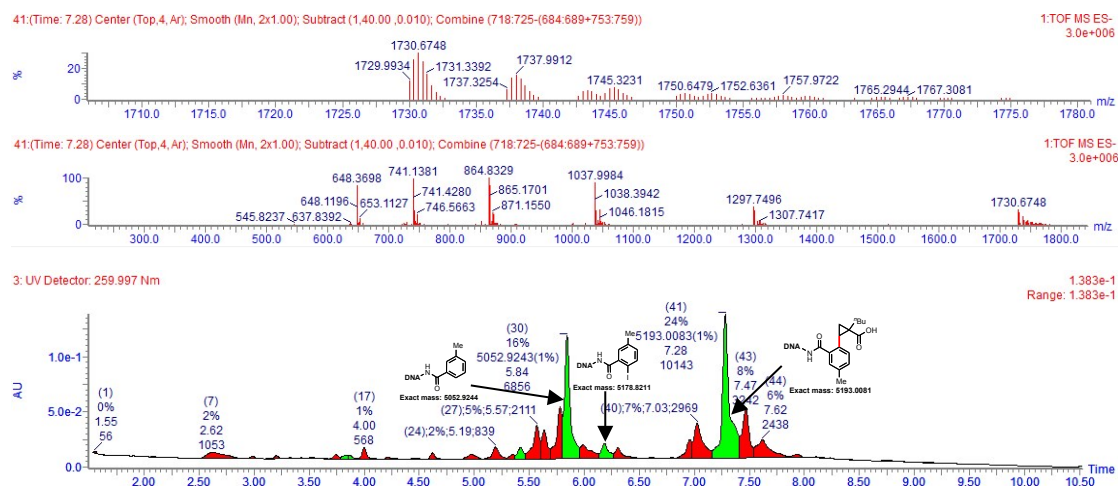 41:(Time: 7.28) Center (Top,4, Ar); Smooth (Mn, 2x1.00); Subtract (1,40.00 ,0.010); Combine (718:725-(684:689+753:759))
1:TOF MS ES-
3.0e+006
1730.6748
1729.9934
1731.3392
1737.3254
1737.9912
1745.3231
1750.6479
1752.6361
1757.9722
1765.2944
1767.3081
%
20
0
1710.0 1715.0 1720.0 1725.0 1730.0 1735.0 1740.0 1745.0 1750.0 1755.0 1760.0 1765.0 1770.0 1775.0 1780.0
m/z
41:(Time: 7.28) Center (Top,4, Ar); Smooth (Mn, 2x1.00); Subtract (1,40.00 ,0.010); Combine (718:725-(684:689+753:759))
1:TOF MS ES-
3.0e+006
%
100
0
648.3698
741.1381
864.8329
1037.9984
648.1196
741.4280
865.1701
1038.3942
1297.7496
1730.6748
653.1127
746.5663
871.1550
1046.1815
545.8237
637.8392
1307.7417
300.0 400.0 500.0 600.0 700.0 800.0 900.0 1000.0 1100.0 1200.0 1300.0 1400.0 1500.0 1600.0 1700.0 1800.0
m/z
3: UV Detector: 259.997 Nm
1.383e-1
Range: 1.383e-1
AU
1.0e-1
5.0e-2
0.0
(1)
0%
1.55
56
(7)
2%
2.62
1053
(17)
1%
4.00
568
(24);2%;5.19;839
(27);5%;5.57;2111
(30)
16%
5052.9243(1%)
5.84
6856
(40);7%;7.03;2969
(41)
24%
5193.0083(1%)
7.28
10143
(43)
8%
7.47
3242
(44)
6%
7.62
2438
Me
H
DNA N
O
Exact mass: 5052.9244
Me
H
DNA N
O
I
Exact mass: 5178.8211
nBu
O
OH
H
DNA N
O
Me
Exact mass: 5193.0081
2.00 2.50 3.00 3.50 4.00 4.50 5.00 5.50 6.00 6.50 7.00 7.50 8.00 8.50 9.00 9.50 10.00 10.50
Time